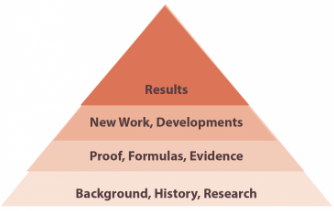 Results
New Work, Developments
Proof, Formulas, Evidence
Background, History, Research